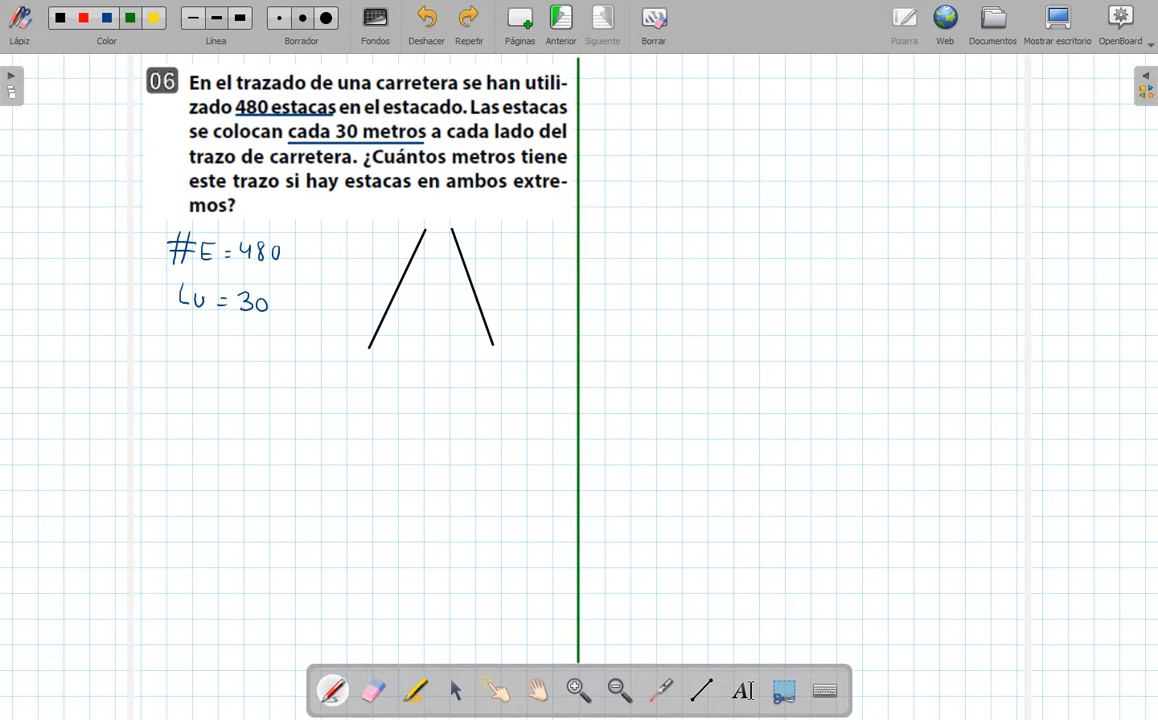 Lápiz
Color
Línea
Borrador
Fondos
Deshacer
Repetir
Páginas
Anterior
Siguiente
Borrar
Pizarra
Web
Documentos
Mostrar escritorio
OpenBoard
06 En el trazado de una carretera se han utili-
zado 480 estacas en el estacado. Las estacas
se colocan cada 30 metros a cada lado del
trazo de carretera. ¿Cuántos metros tiene
este trazo si hay estacas en ambos extre-
mos?
#E = 480
Lu = 30